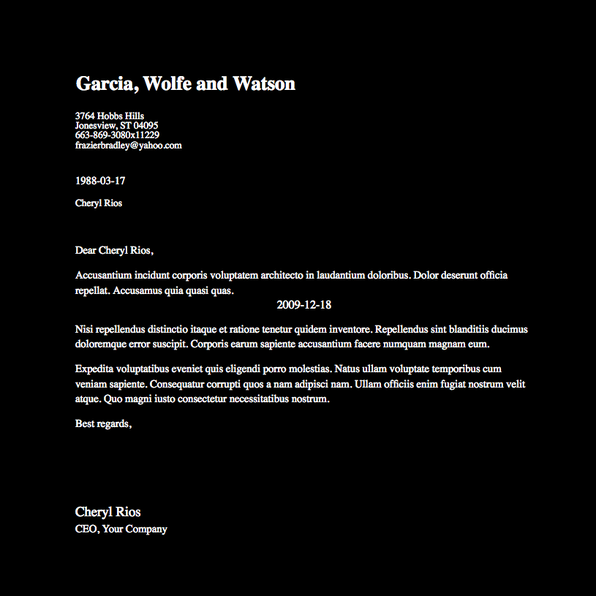 Garcia, Wolfe and Watson
3764 Hobbs Hills
Jonesview, ST 04095
663-869-3080x11229
frazierbradley@yahoo.com
1988-03-17
Cheryl Rios
Dear Cheryl Rios,
Accusantium incidunt corporis voluptatem architecto in laudantium doloribus. Dolor deserunt officia
repellat. Accusamus quia quasi quas.
2009-12-18
Nisi repellendus distinctio itaque et ratione tenetur quidem inventore. Repellendus sint blanditiis ducimus
doloremque error suscipit. Corporis earum sapiente accusantium facere numquam magnam eum.
Expedita voluptatibus eveniet quis eligendi porro molestias. Natus ullam voluptate temporibus cum
veniam sapiente. Consequatur corrupti quos a nam adipisci nam. Ullam officiis enim fugiat nostrum velit
atque. Quo magni iusto consectetur necessitatibus nostrum.
Best regards,
Cheryl Rios
CEO, Your Company